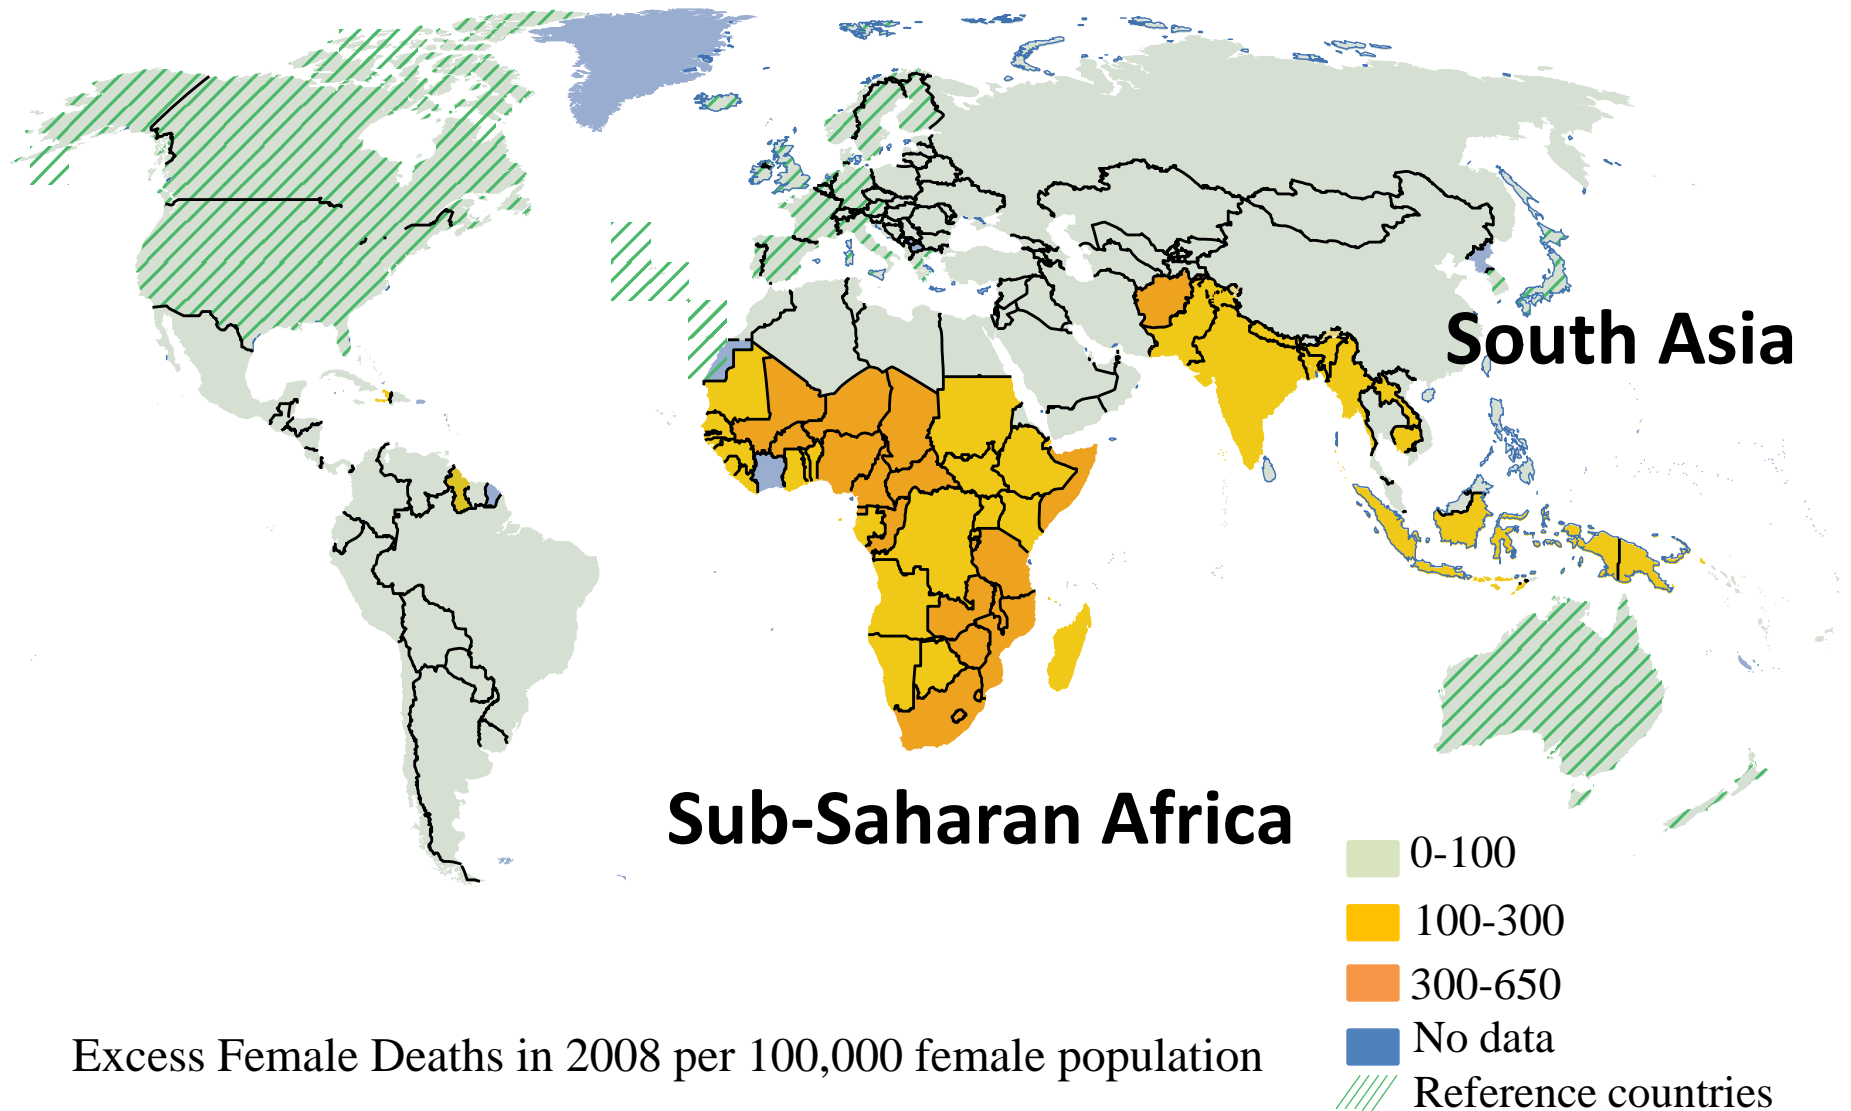 South Asia
Sub-Saharan Africa
0-100
100-300
300-650
No data
Excess Female Deaths in 2008 per 100,000 female population
Reference countries